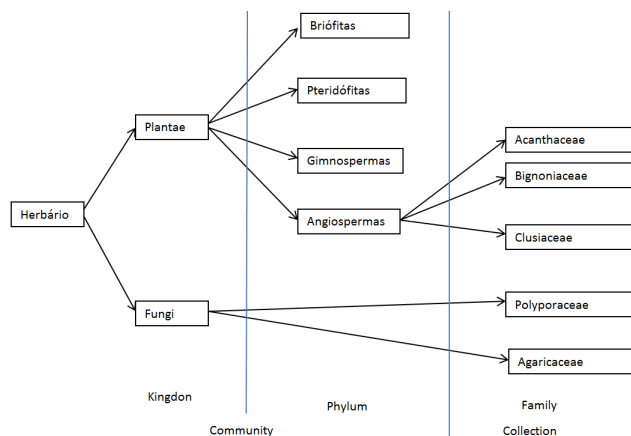 Briófitas
Pteridófitas
Plantae
Acanthaceae
Gimnospermas
Bignoniaceae
Herbário
Angiospermas
Clusiaceae
Fungi
Polyporaceae
Agaricaceae
Kingdon
Phylum
Family
Community
Collection